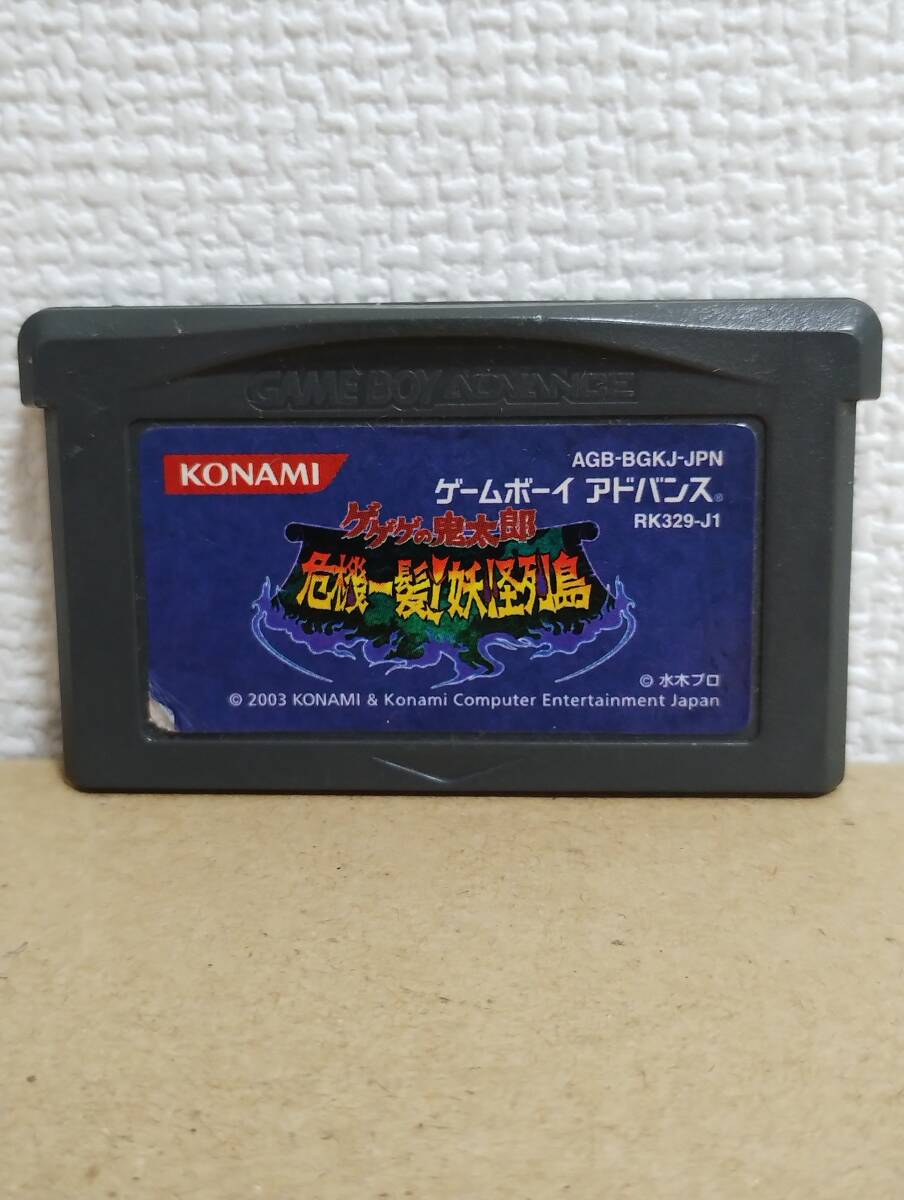 GAME BOY ADVANCE
KONAMI
AGB-BGKJ-JPN
ゲームボーイ アドバンス®
RK329-J1
ゲゲゲの鬼太郎
危機一髪!妖怪列島
© 水木プロ
© 2003 KONAMI & Konami Computer Entertainment Japan